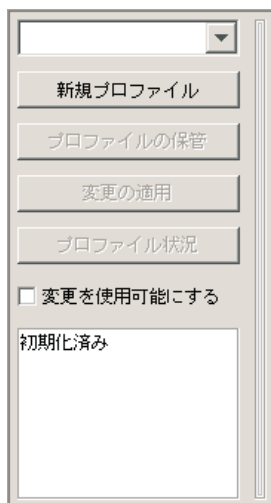 新規プロファイル
プロファイルの保管
変更の適用
プロファイル状況
変更を使用可能にする
初期化済み